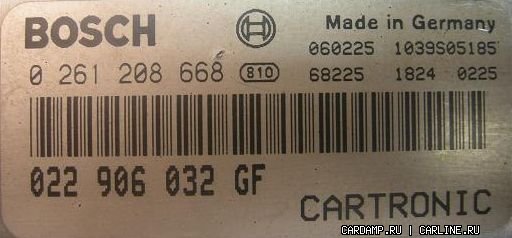 BOSCH
Made in Germany
060225 1039S05185
0 261 208 668 810
68225 1824 0225
022 906 032 GF
CARTRONIC
CARDAMP.RU | CARLINE.RU